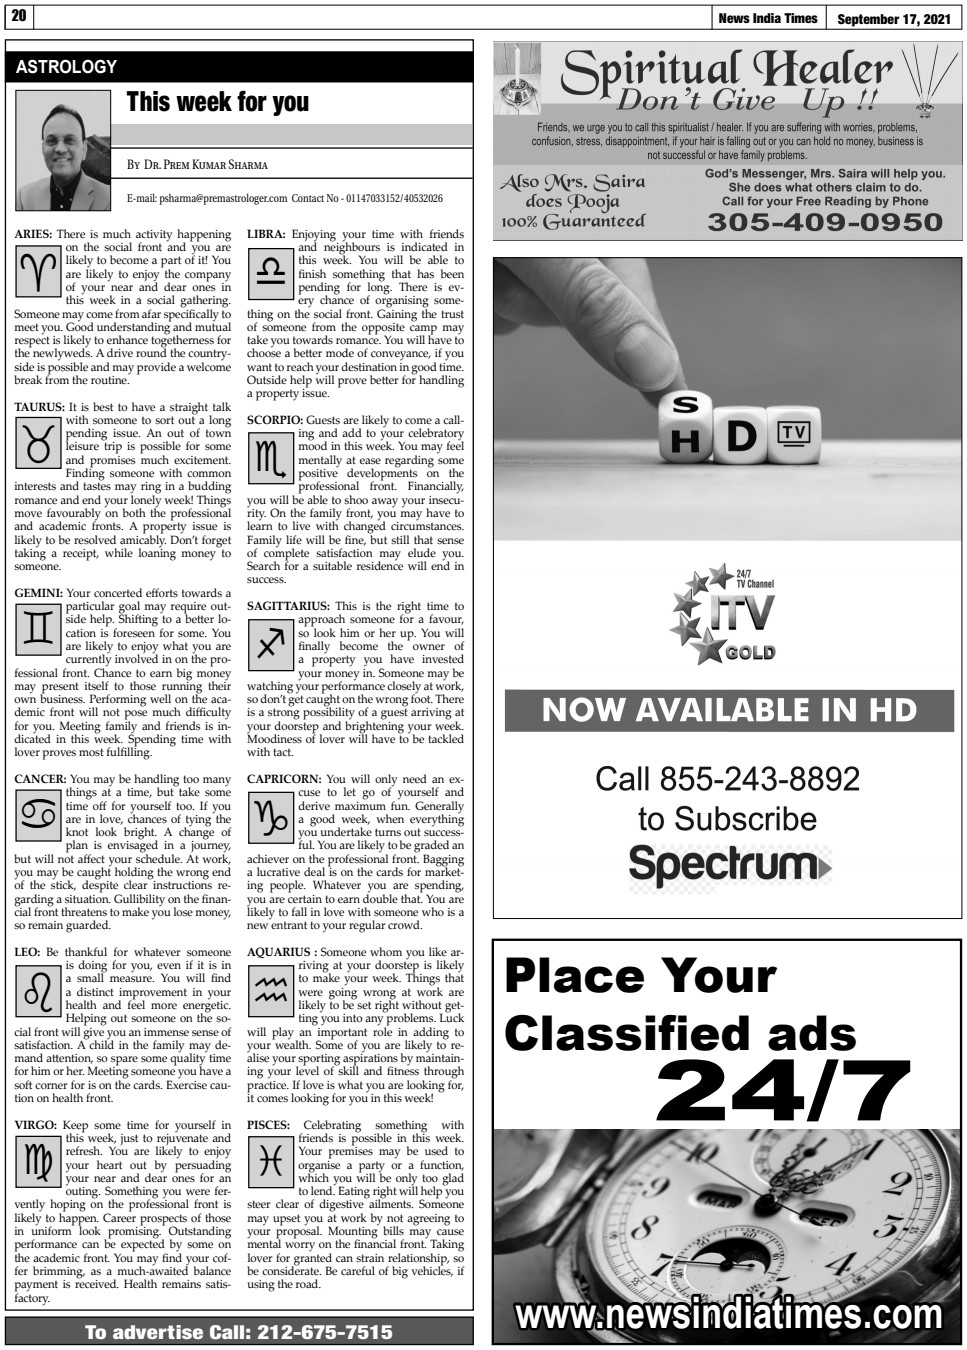 20
News India Times
September 17, 2021
ASTROLOGY
This week for you
BY DR. PREM KUMAR SHARMA
E-mail: psharma@premastrologer.com Contact No - 01147033152/40532026
ARIES: There is much activity happening
on the social front and you are
likely to become a part of it! You
are likely to enjoy the company
of your near and dear ones in
this week in a social gathering.
Someone may come from afar specifically to
meet you. Good understanding and mutual
respect is likely to enhance togetherness for
the newlyweds. A drive round the country-
side is possible and may provide a welcome
break from the routine.
TAURUS: It is best to have a straight talk
with someone to sort out a long
pending issue. An out of town
leisure trip is possible for some
and promises much excitement.
Finding someone with common
interests and tastes may ring in a budding
romance and end your lonely week! Things
move favourably on both the professional
and academic fronts. A property issue is
likely to be resolved amicably. Don't forget
taking a receipt, while loaning money to
someone.
GEMINI: Your concerted efforts towards a
particular goal may require out-
side help. Shifting to a better lo-
cation is foreseen for some. You
are likely to enjoy what you are
currently involved in on the pro-
fessional front. Chance to earn big money
may present itself to those running their
own business. Performing well on the aca-
demic front will not pose much difficulty
for you. Meeting family and friends is in-
dicated in this week. Spending time with
lover proves most fulfilling.
CANCER: You may be handling too many
things at a time, but take some
time off for yourself too. If you
are in love, chances of tying the
knot look bright. A change of
plan is envisaged in a journey,
but will not affect your schedule. At work,
you may be caught holding the wrong end
of the stick, despite clear instructions re-
garding a situation. Gullibility on the finan-
cial front threatens to make you lose money,
so remain guarded.
LEO: Be thankful for whatever someone
is doing for you, even if it is in
a small measure. You will find
a distinct improvement in your
health and feel more energetic.
Helping out someone on the so-
cial front will give you an immense sense of
satisfaction. A child in the family may de-
mand attention, so spare some quality time
for him or her. Meeting someone you have a
soft corner for is on the cards. Exercise cau-
tion on health front.
VIRGO: Keep some time for yourself in
this week, just to rejuvenate and
refresh. You are likely to enjoy
your heart out by persuading
your near and dear ones for an
outing. Something you were fer-
vently hoping on the professional front is
likely to happen. Career prospects of those
in uniform look promising. Outstanding
performance can be expected by some on
the academic front. You may find your cof-
fer brimming, as a much-awaited balance
payment is received. Health remains satis-
factory.
LIBRA: Enjoying your time with friends
and neighbours is indicated in
this week. You will be able to
finish something that has been
pending for long. There is ev-
ery chance of organising some-
thing on the social front. Gaining the trust
of someone from the opposite camp may
take you towards romance. You will have to
choose a better mode of conveyance, if you
want to reach your destination in good time.
Outside help will prove better for handling
a property issue.
SCORPIO: Guests are likely to come a call-
ing and add to your celebratory
mood in this week. You may feel
mentally at ease regarding some
positive developments on the
professional front. Financially,
you will be able to shoo away your insecu-
rity. On the family front, you may have to
learn to live with changed circumstances.
Family life will be fine, but still that sense
of complete satisfaction may elude you.
Search for a suitable residence will end in
success.
SAGITTARIUS: This is the right time to
approach someone for a favour,
so look him or her up. You will
finally become the owner of
a property you have invested
your money in. Someone may be
watching your performance closely at work,
so don't get caught on the wrong foot. There
is a strong possibility of a guest arriving at
your doorstep and brightening your week.
Moodiness of lover will have to be tackled
with tact.
CAPRICORN: You will only need an ex-
cuse to let go of yourself and
derive maximum fun. Generally
a good week, when everything
you undertake turns out success-
ful. You are likely to be graded an
achiever on the professional front. Bagging
a lucrative deal is on the cards for market-
ing people. Whatever you are spending,
you are certain to earn double that. You are
likely to fall in love with someone who is a
new entrant to your regular crowd.
AQUARIUS : Someone whom you like ar-
riving at your doorstep is likely
to make your week. Things that
were going wrong at work are
likely to be set right without get-
ting you into any problems. Luck
will play an important role in adding to
your wealth. Some of you are likely to re-
alise your sporting aspirations by maintain-
ing your level of skill and fitness through
practice. If love is what you are looking for,
it comes looking for you in this week!
PISCES: Celebrating something with
friends is possible in this week.
Your premises may be used to
organise a party or a function,
which you will be only too glad
to lend. Eating right will help you
steer clear of digestive ailments. Someone
may upset you at work by not agreeing to
your proposal. Mounting bills may cause
mental worry on the financial front. Taking
lover for granted can strain relationship, so
be considerate. Be careful of big vehicles, if
using the road.
To advertise Call: 212-675-7515
Spiritual Healer
Don't Give Up !!
Friends, we urge you to call this spiritualist / healer. If you are suffering with worries, problems,
confusion, stress, disappointment, if your hair is falling out or you can hold no money, business is
not successful or have family problems.
Also Mrs. Saira
does Pooja
100% Guaranteed
God's Messenger, Mrs. Saira will help you.
She does what others claim to do.
Call for your Free Reading by Phone
305-409-0950
S
H D TV
24/7
TV Channel
ITV
GOLD
NOW AVAILABLE IN HD
Call 855-243-8892
to Subscribe
Spectrum
Place Your
Classified ads
24/7
www.newsindiatimes.com